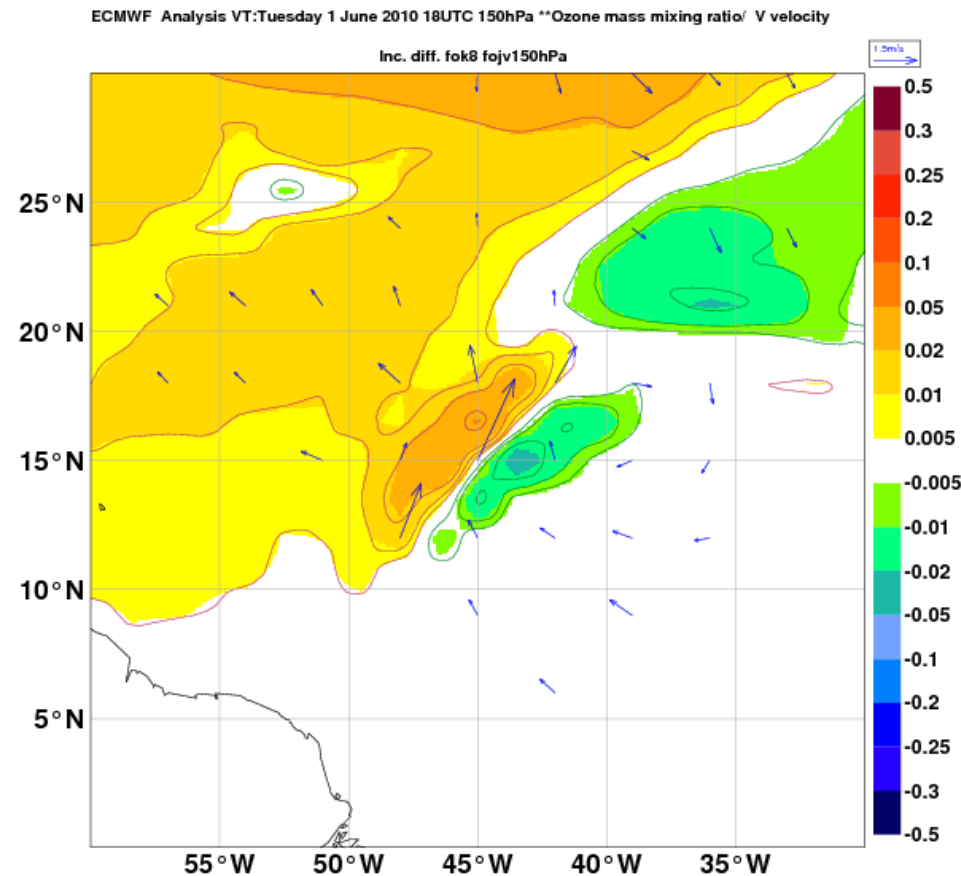 ECMWF Analysis VT:Tuesday 1 June 2010 18UTC 150hPa **Ozone mass mixing ratio/ V velocity
Inc. diff. fok8 fojv150hPa
1.5m/s
0.5
0.3
0.25
0.2
0.1
0.05
0.02
0.01
0.005
-0.005
-0.01
-0.02
-0.05
-0.1
-0.2
-0.25
-0.3
-0.5
25°N
20°N
15°N
10°N
5°N
55°W 50°W 45°W 40°W 35°W